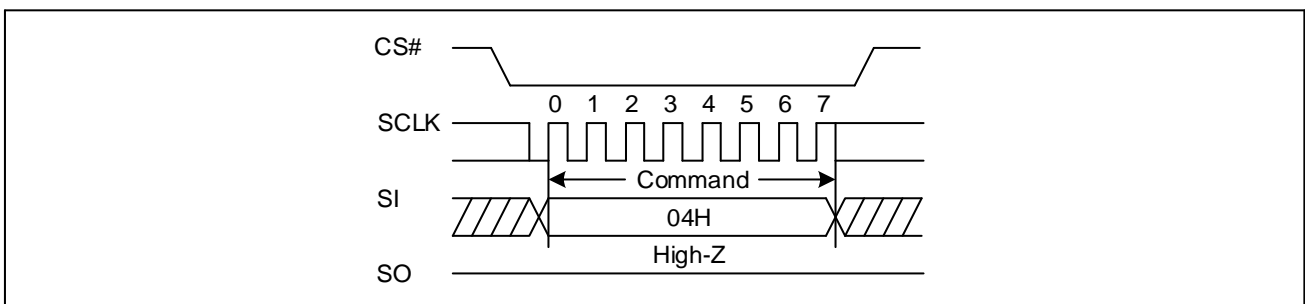 CS#
0 1 2 3 4 5 6 7
SCLK
Command
SI
04H
High-Z
SO